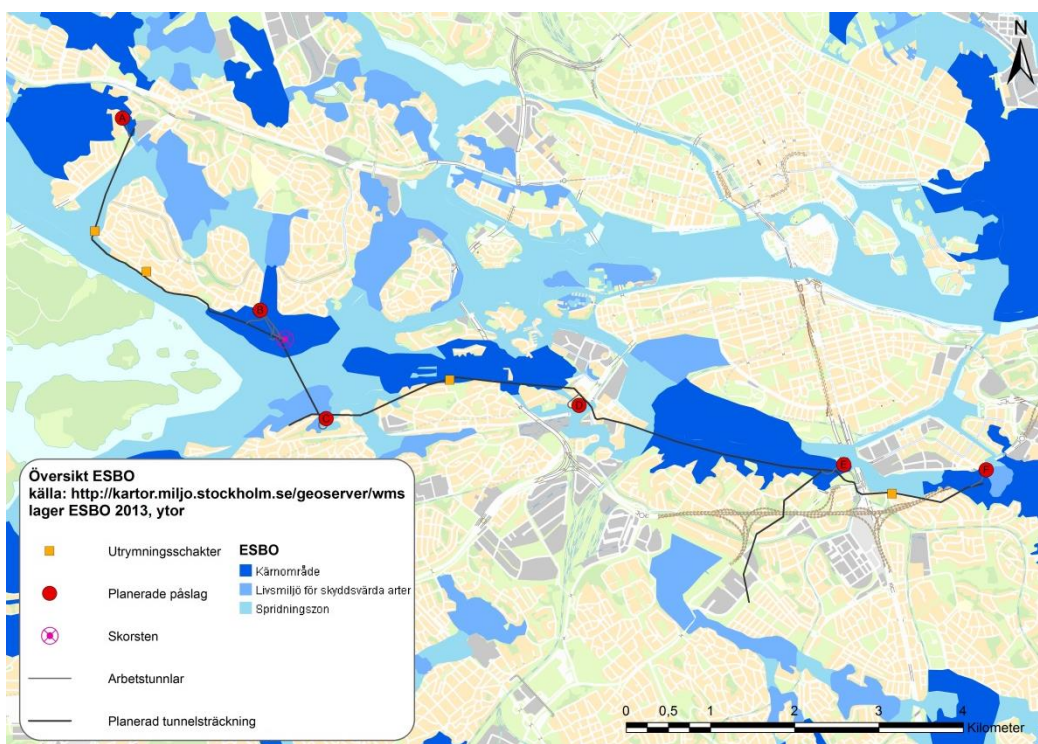 N
A
B
C
D
E
F
Översikt ESBO
källa: http://kartor.miljo.stockholm.se/geoserver/wms
lager ESBO 2013, ytor
Utrymningsschakter
Planerade påslag
Skorsten
Arbetstunnlar
Planerad tunnelsträckning
ESBO
Kärnområde
Livsmiljö för skyddsvärda arter
Spridningszon
0 0,5 1 2 3 4
Kilometer